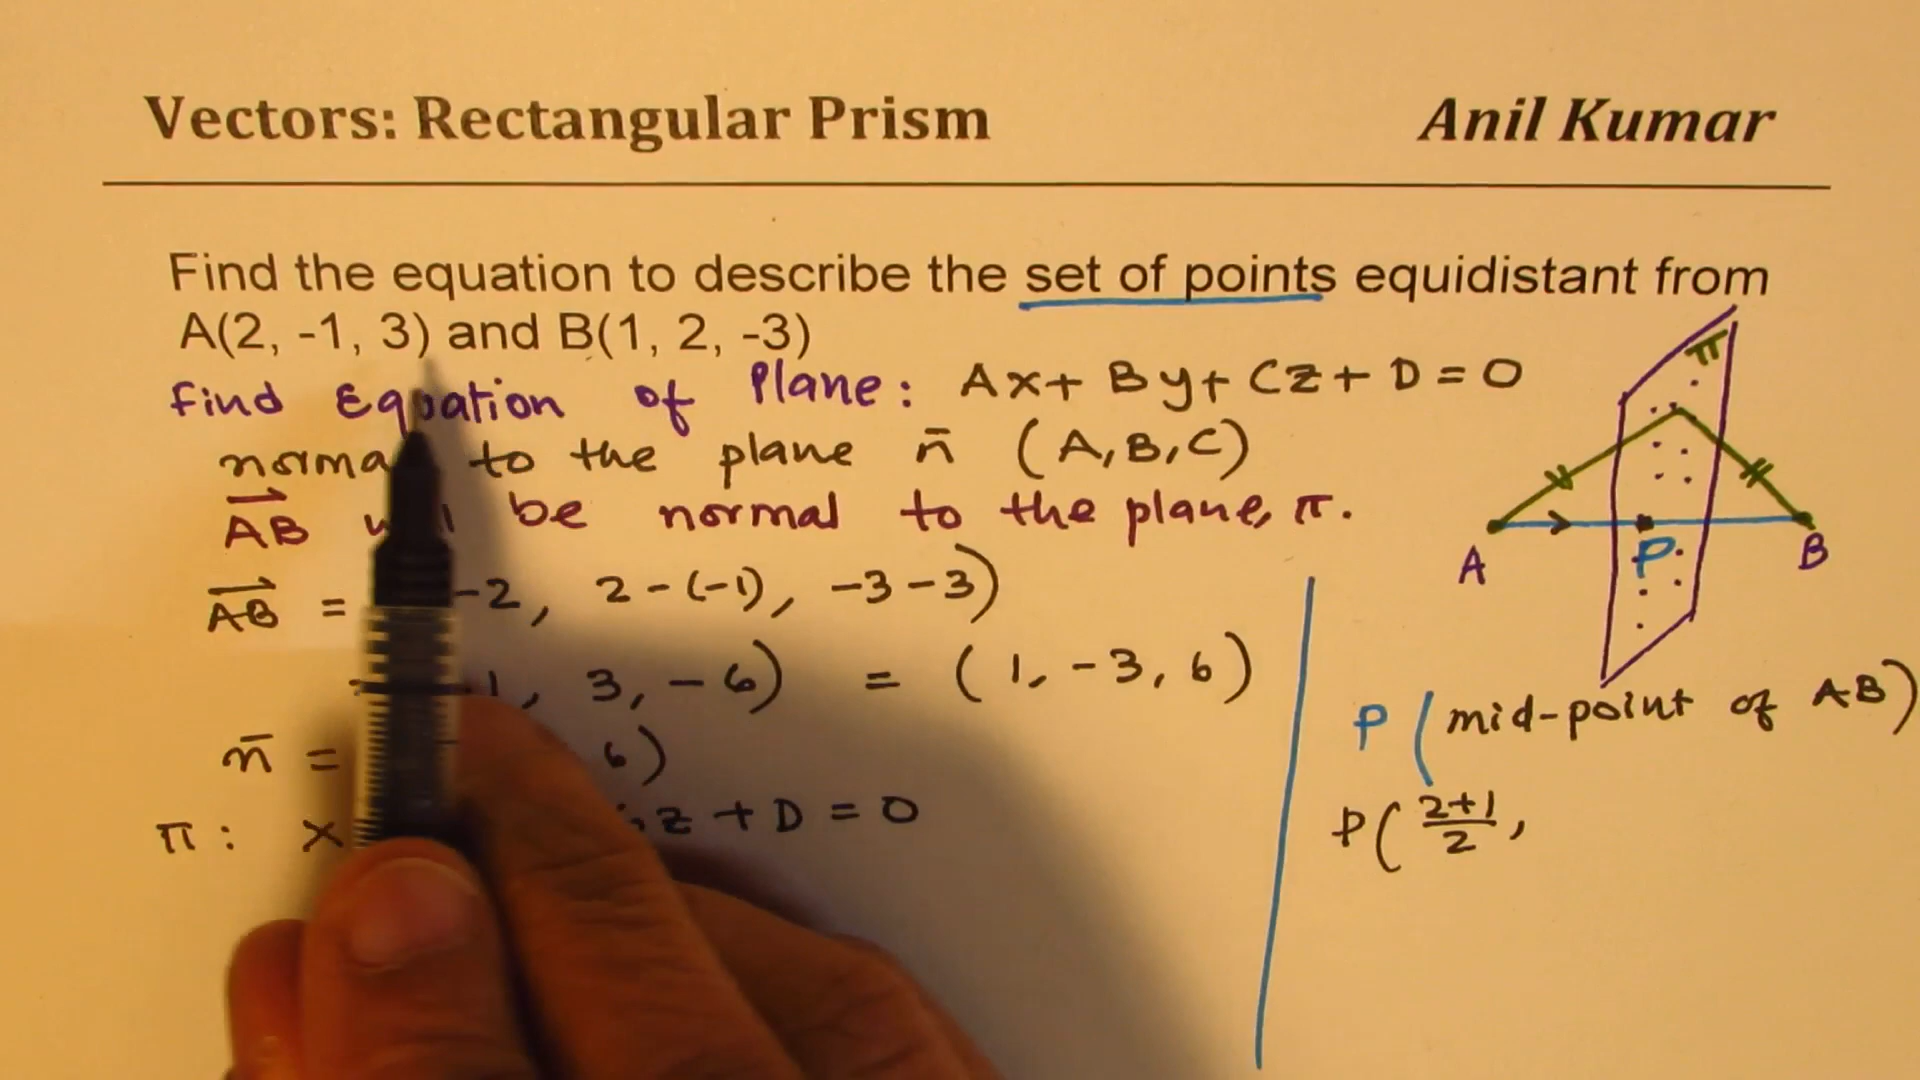 Vectors: Rectangular Prism
Anil Kumar
Find the equation to describe the set of points equidistant from
A(2, -1, 3) and B(1, 2, -3)
Find Equation of Plane: Ax + By + Cz + D = 0
to the plane n̄ (A, B, C)
AB be normal to the plane, π.
AB = -2, 2-(-1), -3-3)
1, 3, -6) = (1, -3, 6)
n̄ = 6)
π: x z + D = 0
π
A
P
B
P (mid-point of AB)
P( 2+1/2,